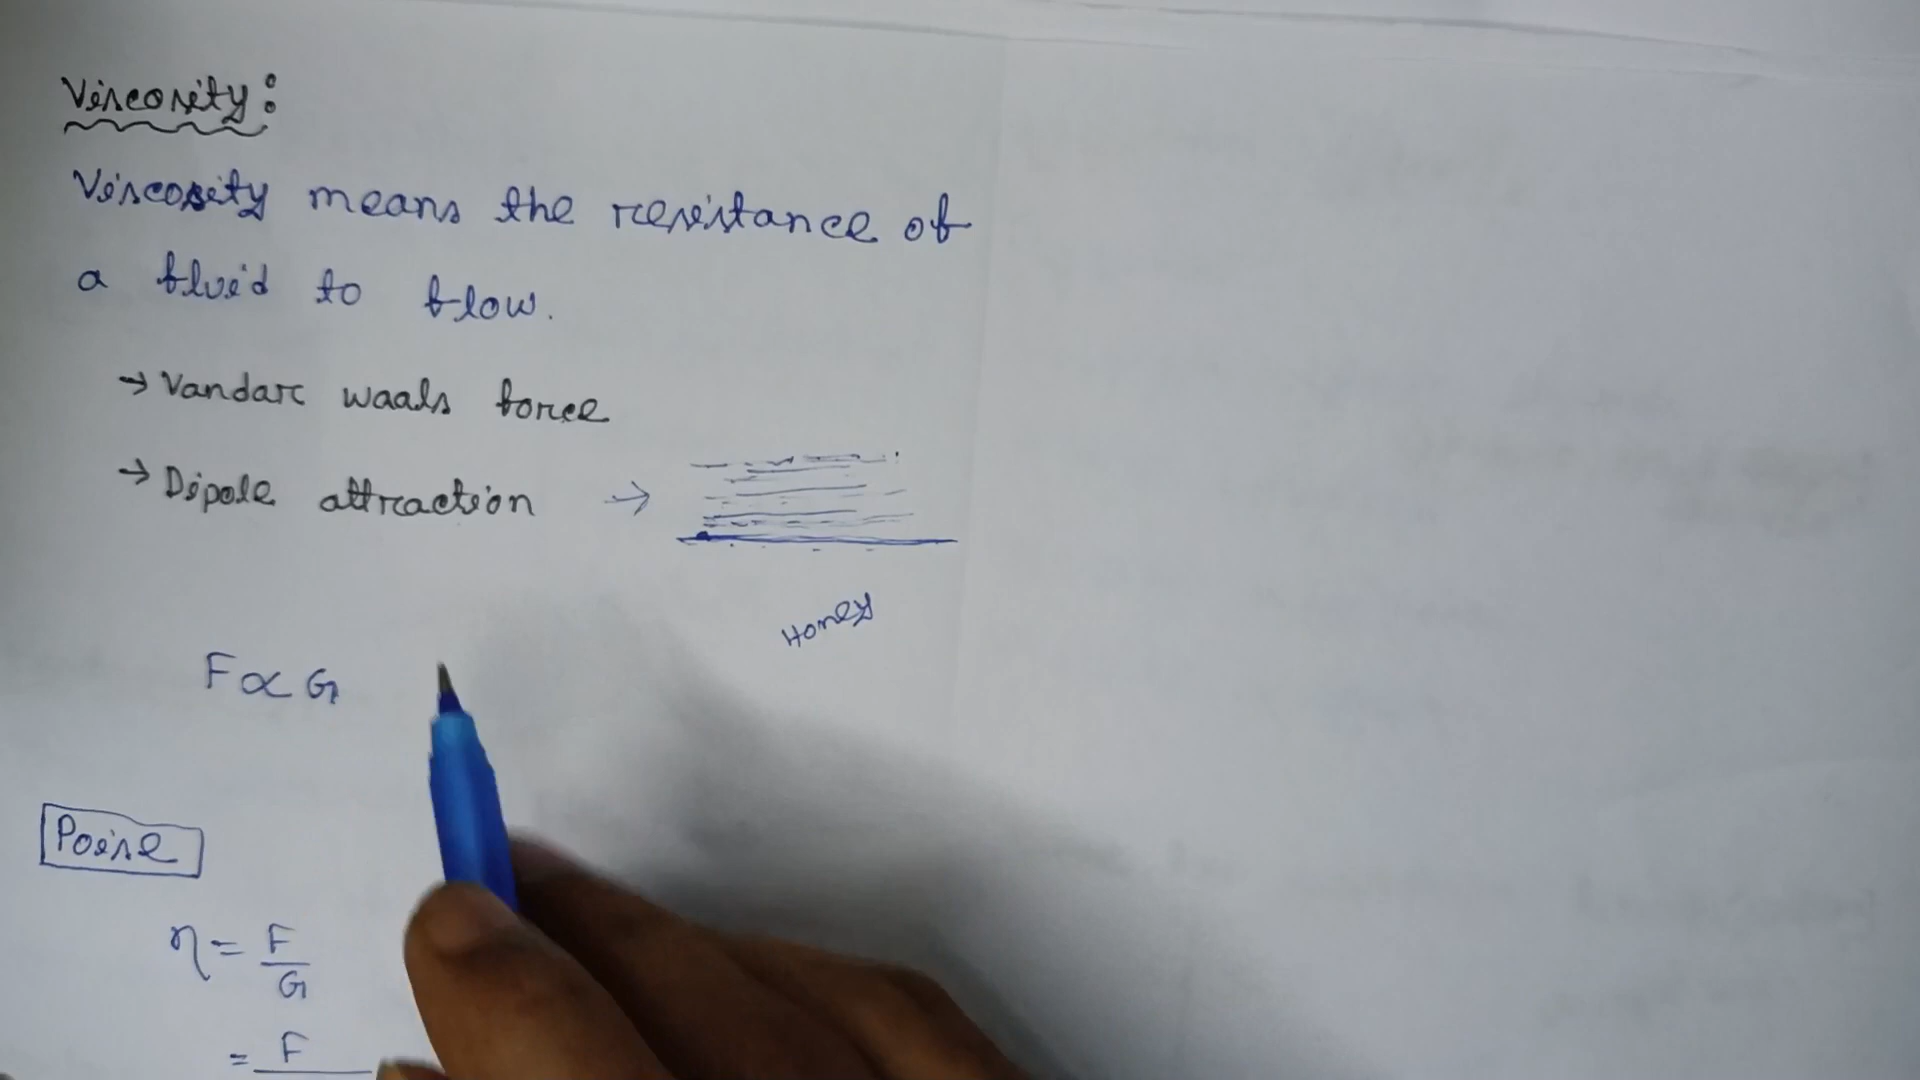 Viscosity:
Viscosity means the resistance of
a fluid to flow.
→ Vandar waals force
→ Dipole attraction →
Honey
F ∝ G
Poise
η = F/G
= F